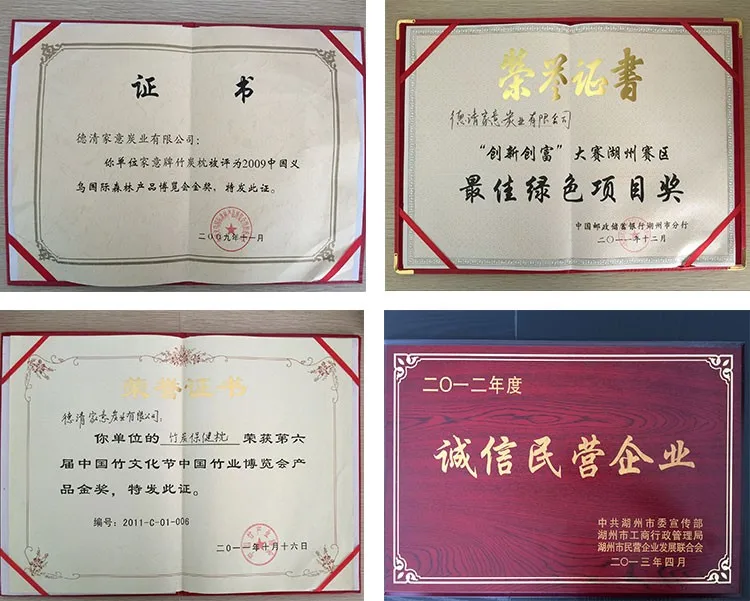 证 书
德清家意炭业有限公司：
你单位家意牌竹炭枕被评为2009中国义
乌国际森林产品博览会金奖，特发此证。
二〇〇九年十一月
荣誉证書
德清家意炭业有限公司
“创新创富”大赛湖州赛区
最佳绿色项目奖
中国邮政储蓄银行湖州市分行
二〇一一年十二月
荣誉证书
德清家意炭业有限公司：
你单位的 竹炭保健枕 荣获第六
届中国竹文化节中国竹业博览会产
品金奖，特发此证。
编号：2011-C-01-006
二〇一一年十月十六日
二〇一二年度
诚信民营企业
中共湖州市委宣传部
湖州市工商行政管理局
湖州市民营企业发展联合会
二〇一三年四月